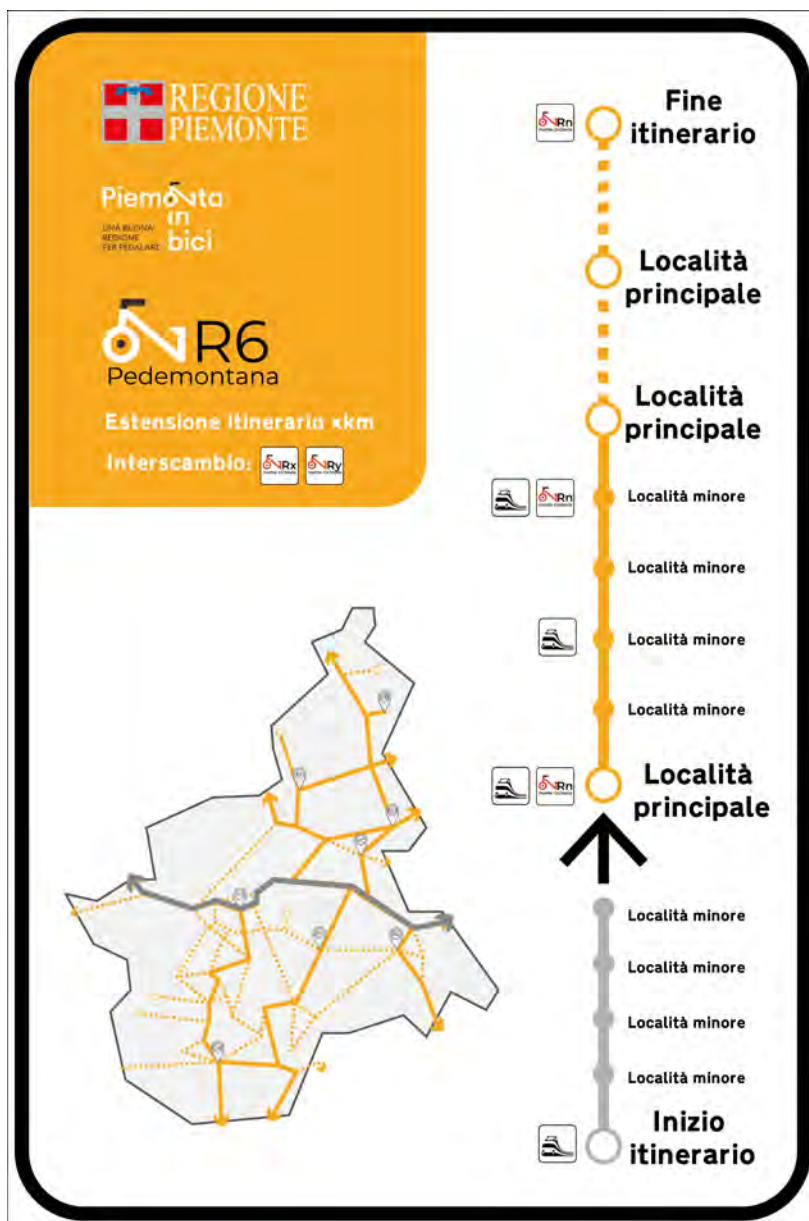 REGIONE
PIEMONTE
Piemonta
in
bici
UNA BUONA
REGIONE
PER PEDALARE
R6
Pedemontana
Estensione itinerario xkm
Interscambio: Rx Ry
Rn
Fine
itinerario
Località
principale
Località
principale
Rn
Località minore
Località minore
Località minore
Località minore
Rn
Località
principale
Località minore
Località minore
Località minore
Località minore
Inizio
itinerario